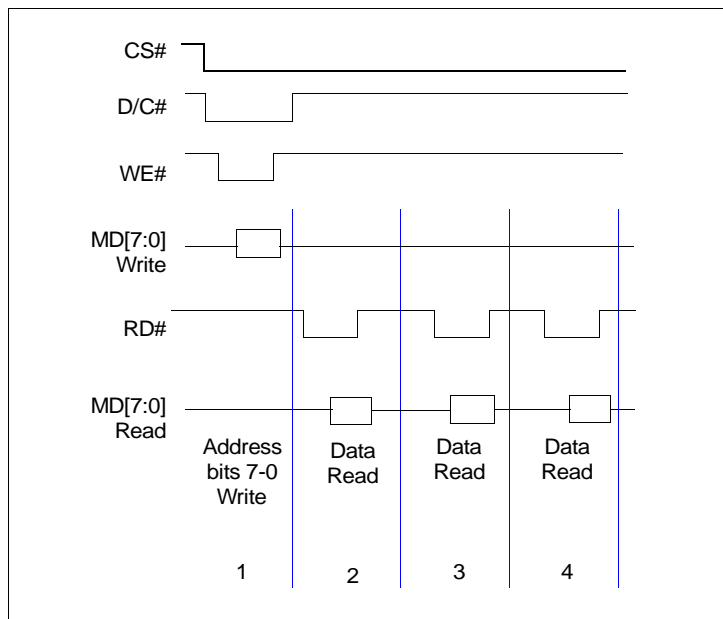 CS#
D/C#
WE#
MD[7:0]
Write
RD#
MD[7:0]
Read
Address
bits 7-0
Write
Data
Read
Data
Read
Data
Read
1
2
3
4